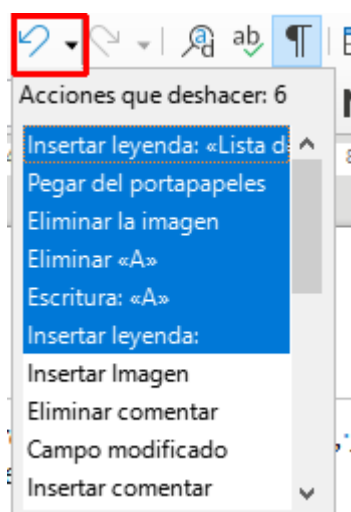 Acciones que deshacer: 6
Insertar leyenda: «Lista d
Pegar del portapapeles
Eliminar la imagen
Eliminar «A»
Escritura: «A»
Insertar leyenda:
Insertar Imagen
Eliminar comentar
Campo modificado
Insertar comentar